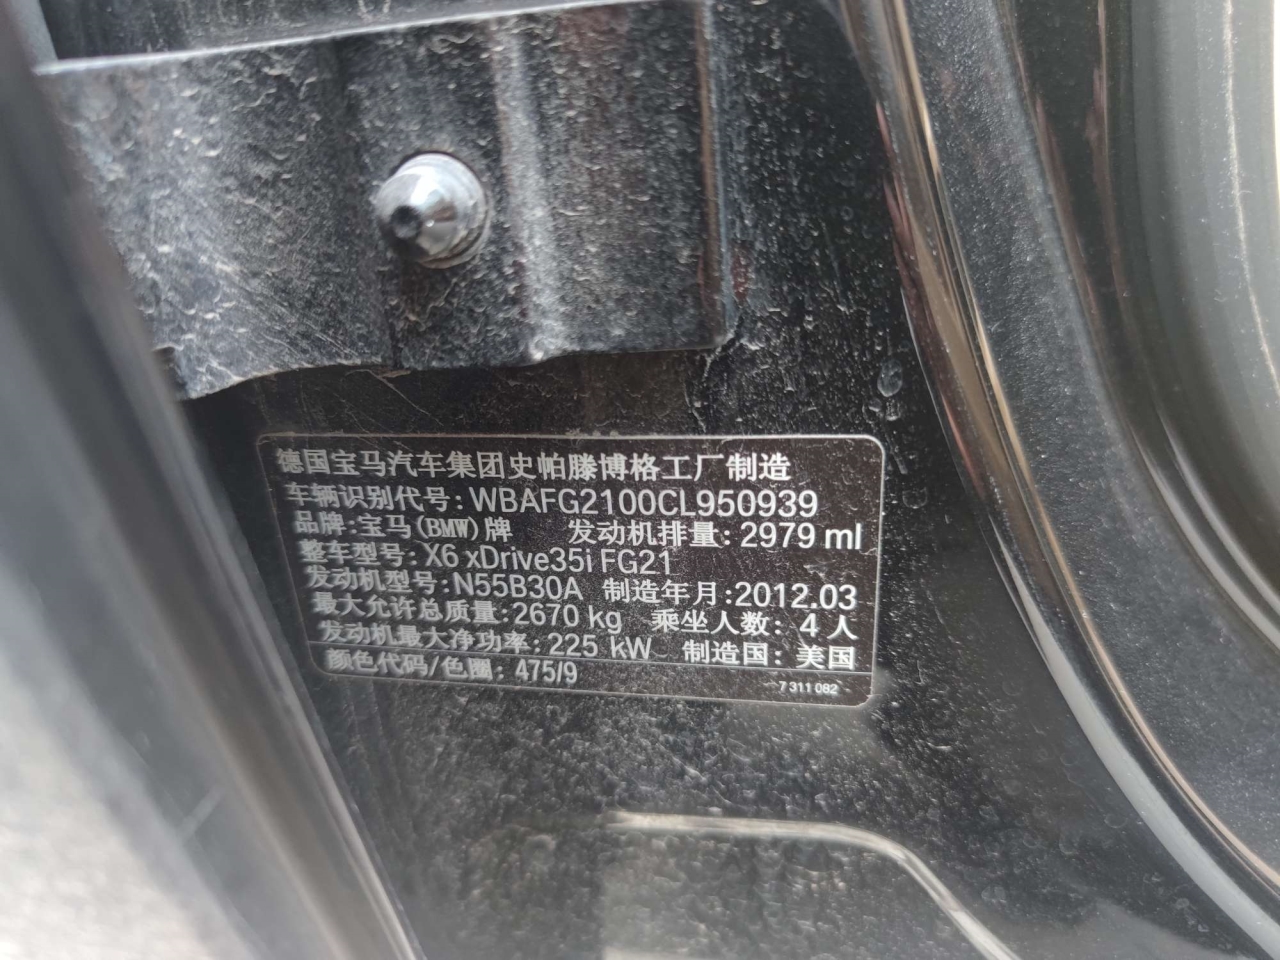 德国宝马汽车集团史帕滕博格工厂制造
车辆识别代号: WBAFG2100CL950939
品牌: 宝马(BMW)牌 发动机排量: 2979 ml
整车型号: X6 xDrive35i FG21
发动机型号: N55B30A 制造年月: 2012.03
最大允许总质量: 2670 kg 乘坐人数: 4人
发动机最大净功率: 225 kW 制造国: 美国
颜色代码/色圈: 475/9
7 311 082